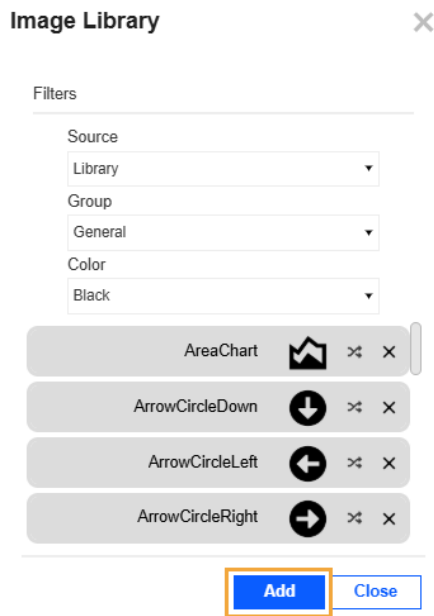 Image Library
Filters
Source
Library
Group
General
Color
Black
AreaChart
ArrowCircleDown
ArrowCircleLeft
ArrowCircleRight
Add Close